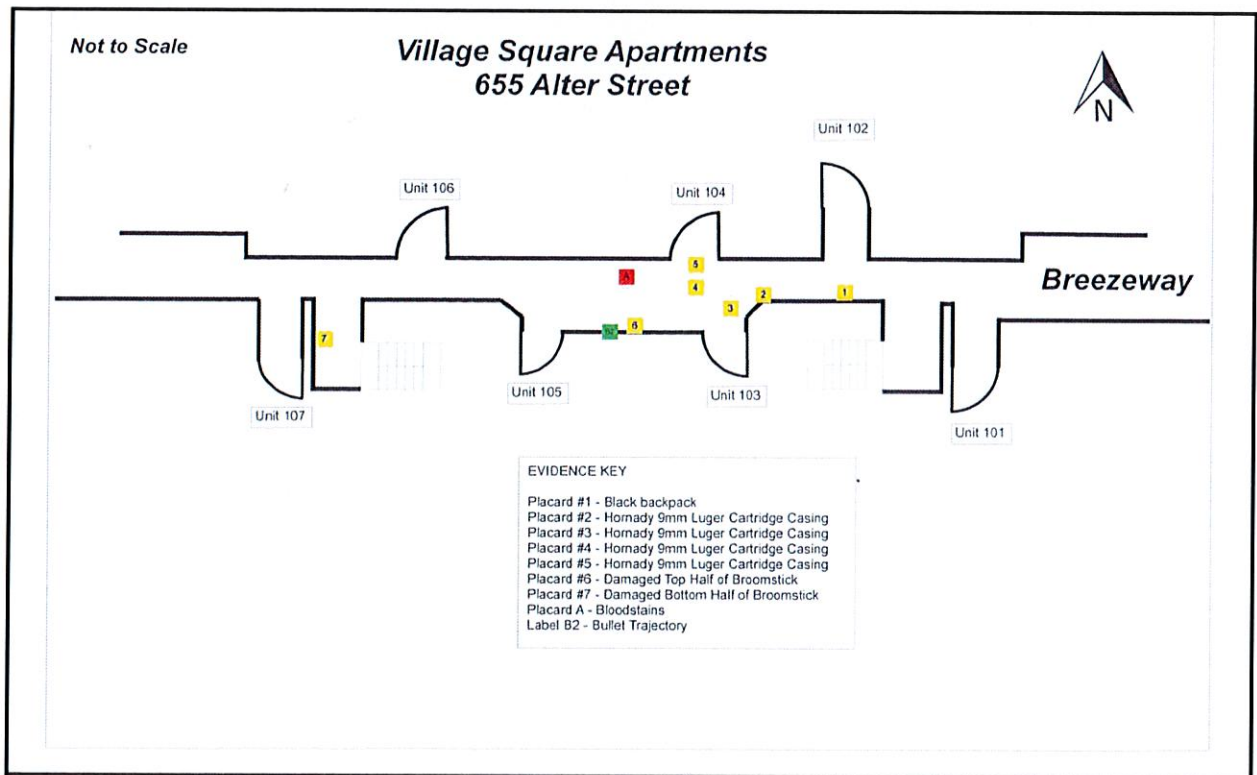 Not to Scale
Village Square Apartments
655 Alter Street
N
Unit 102
Unit 106
Unit 104
5
A
4
Breezeway
2
1
3
6
B2
7
Unit 105
Unit 103
Unit 107
Unit 101
EVIDENCE KEY
Placard #1 - Black backpack
Placard #2 - Hornady 9mm Luger Cartridge Casing
Placard #3 - Hornady 9mm Luger Cartridge Casing
Placard #4 - Hornady 9mm Luger Cartridge Casing
Placard #5 - Hornady 9mm Luger Cartridge Casing
Placard #6 - Damaged Top Half of Broomstick
Placard #7 - Damaged Bottom Half of Broomstick
Placard A - Bloodstains
Label B2 - Bullet Trajectory